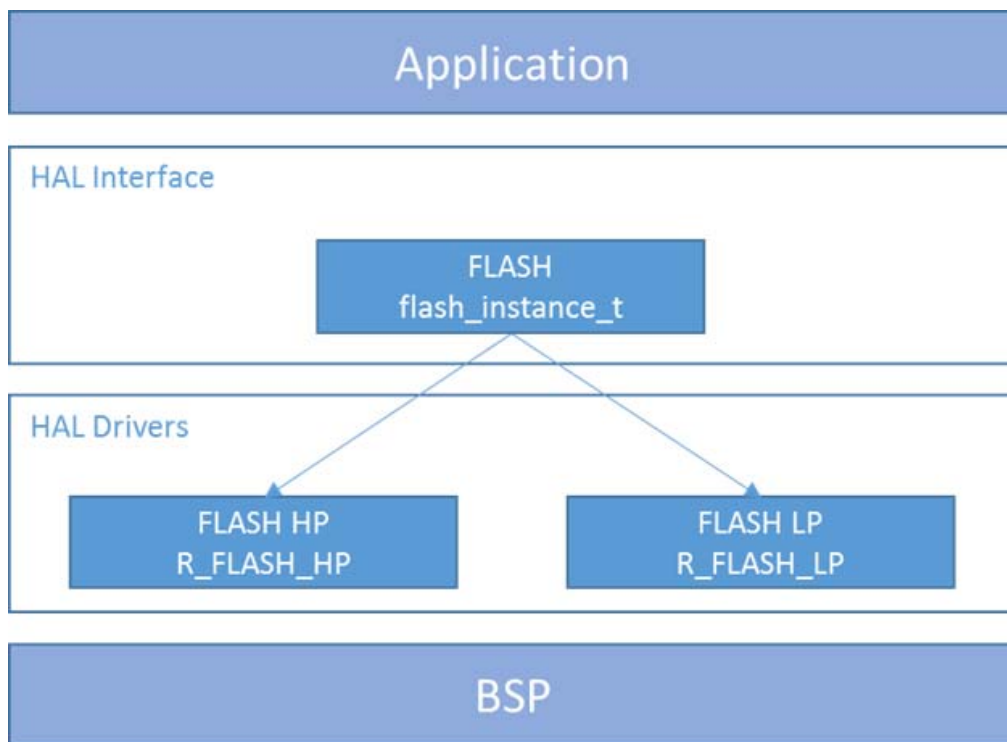 Application
HAL Interface
FLASH
flash_instance_t
HAL Drivers
FLASH HP
R_FLASH_HP
FLASH LP
R_FLASH_LP
BSP